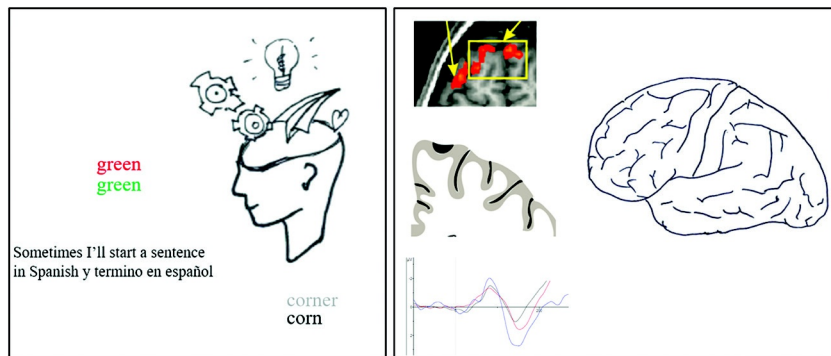 green
green
Sometimes I'll start a sentence
in Spanish y termino en español
corner
corn